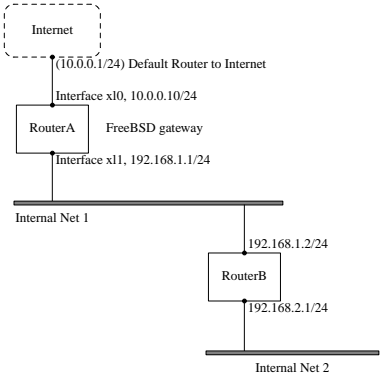 Internet
(10.0.0.1/24) Default Router to Internet
Interface xl0, 10.0.0.10/24
RouterA FreeBSD gateway
Interface xl1, 192.168.1.1/24
Internal Net 1
192.168.1.2/24
RouterB
192.168.2.1/24
Internal Net 2